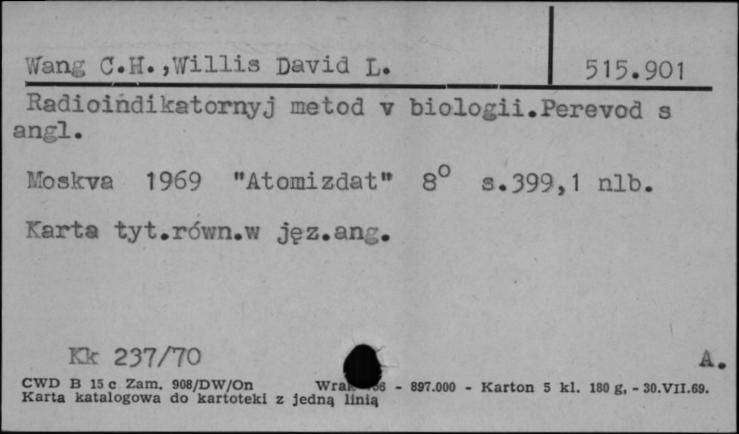 Wang C.H.,Willis David L. 515.901
Radioindikatornyj metod v biologii.Perevod s
angl.
Moskva 1969 "Atomizdat" 8° s.399,1 nlb.
Karta tyt.równ.w jęz.ang.
Kk 237/70 A.
CWD B 15 c Zam. 908/DW/On - 897.000 - Karton 5 kl. 180 g, - 30.VII.69.
Karta katalogowa do kartoteki z jedną linią